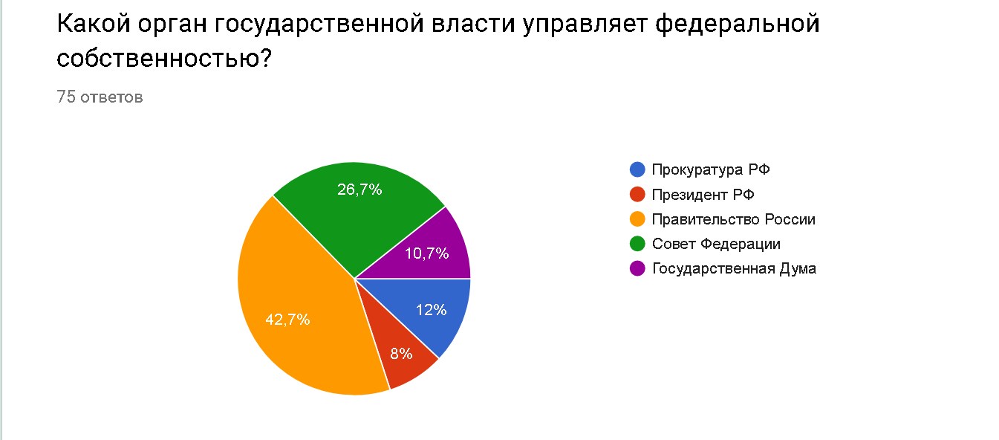 Какой орган государственной власти управляет федеральной
собственностью?
75 ответов
26,7%
10,7%
12%
42,7%
8%
Прокуратура РФ
Президент РФ
Правительство России
Совет Федерации
Государственная Дума